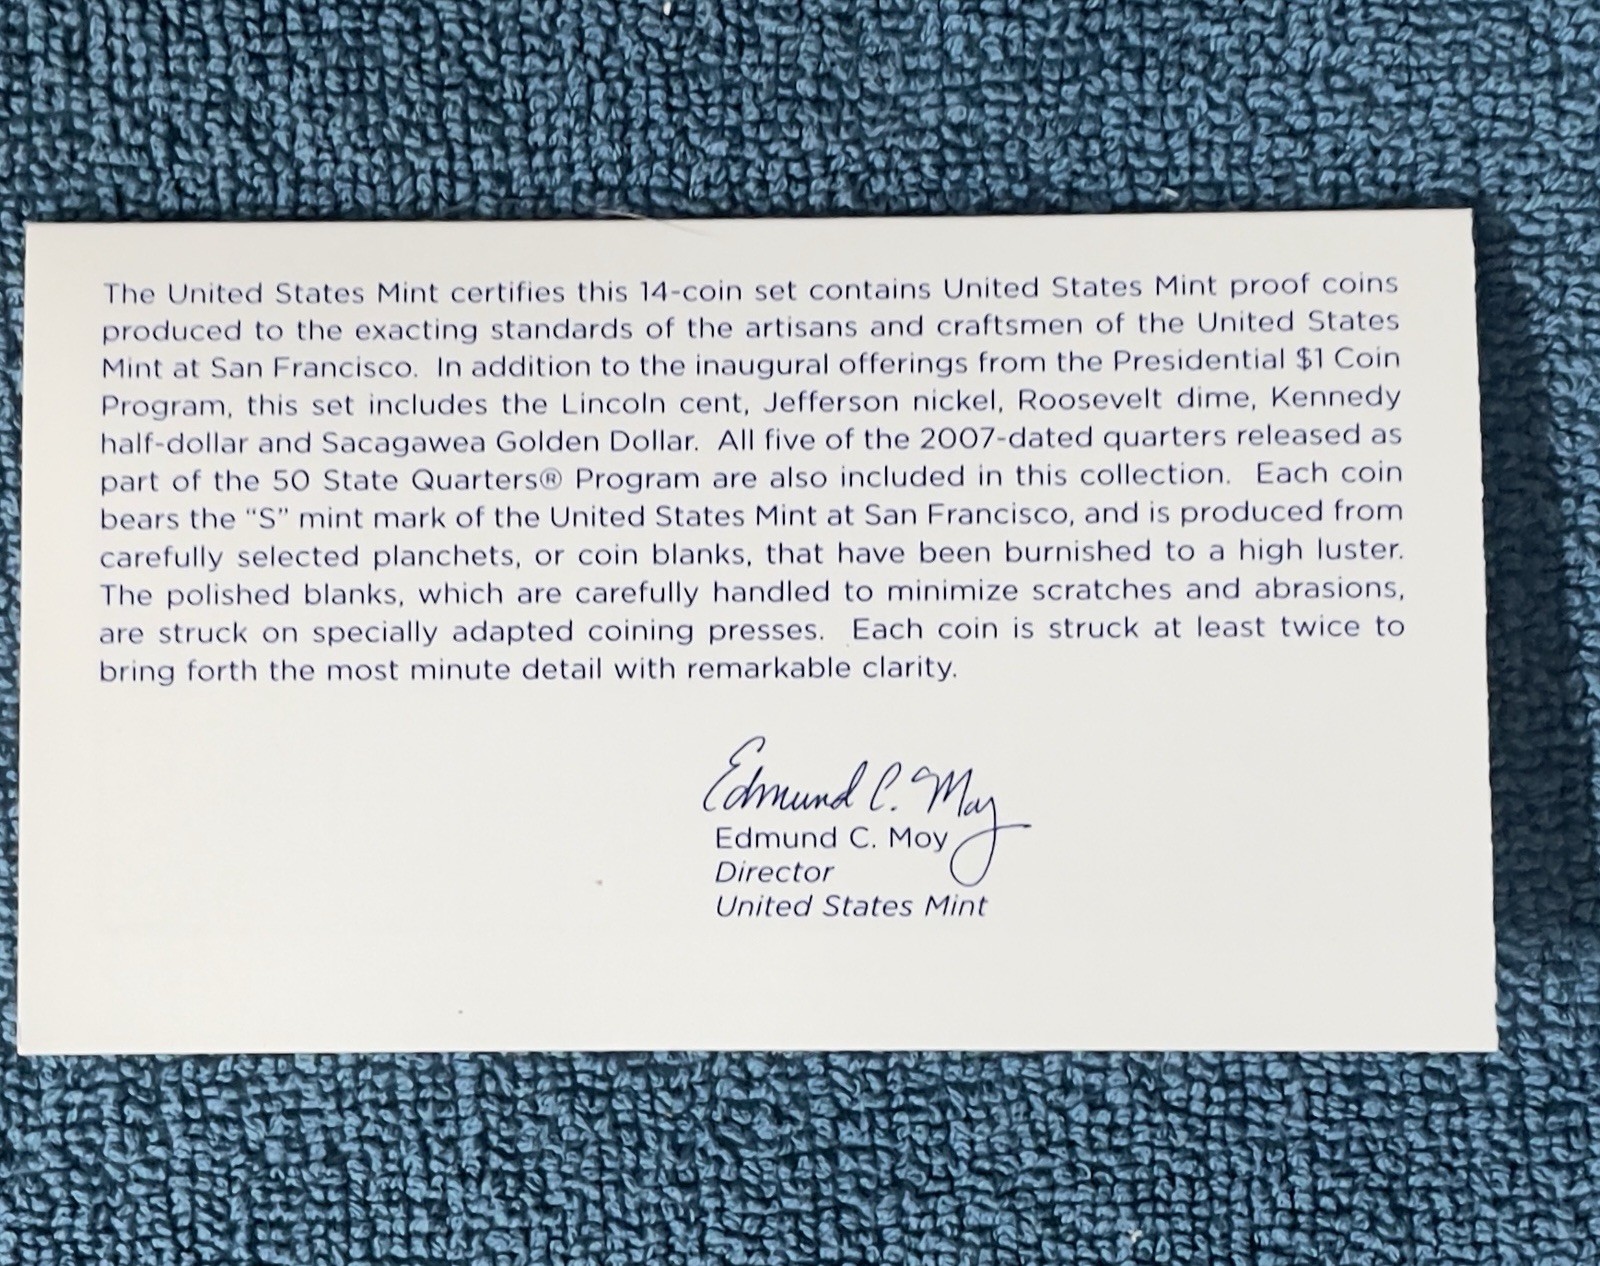 The United States Mint certifies this 14-coin set contains United States Mint proof coins
produced to the exacting standards of the artisans and craftsmen of the United States
Mint at San Francisco. In addition to the inaugural offerings from the Presidential $1 Coin
Program, this set includes the Lincoln cent, Jefferson nickel, Roosevelt dime, Kennedy
half-dollar and Sacagawea Golden Dollar. All five of the 2007-dated quarters released as
part of the 50 State Quarters® Program are also included in this collection. Each coin
bears the “S” mint mark of the United States Mint at San Francisco, and is produced from
carefully selected planchets, or coin blanks, that have been burnished to a high luster.
The polished blanks, which are carefully handled to minimize scratches and abrasions,
are struck on specially adapted coining presses. Each coin is struck at least twice to
bring forth the most minute detail with remarkable clarity.
Edmund C. Moy
Edmund C. Moy
Director
United States Mint